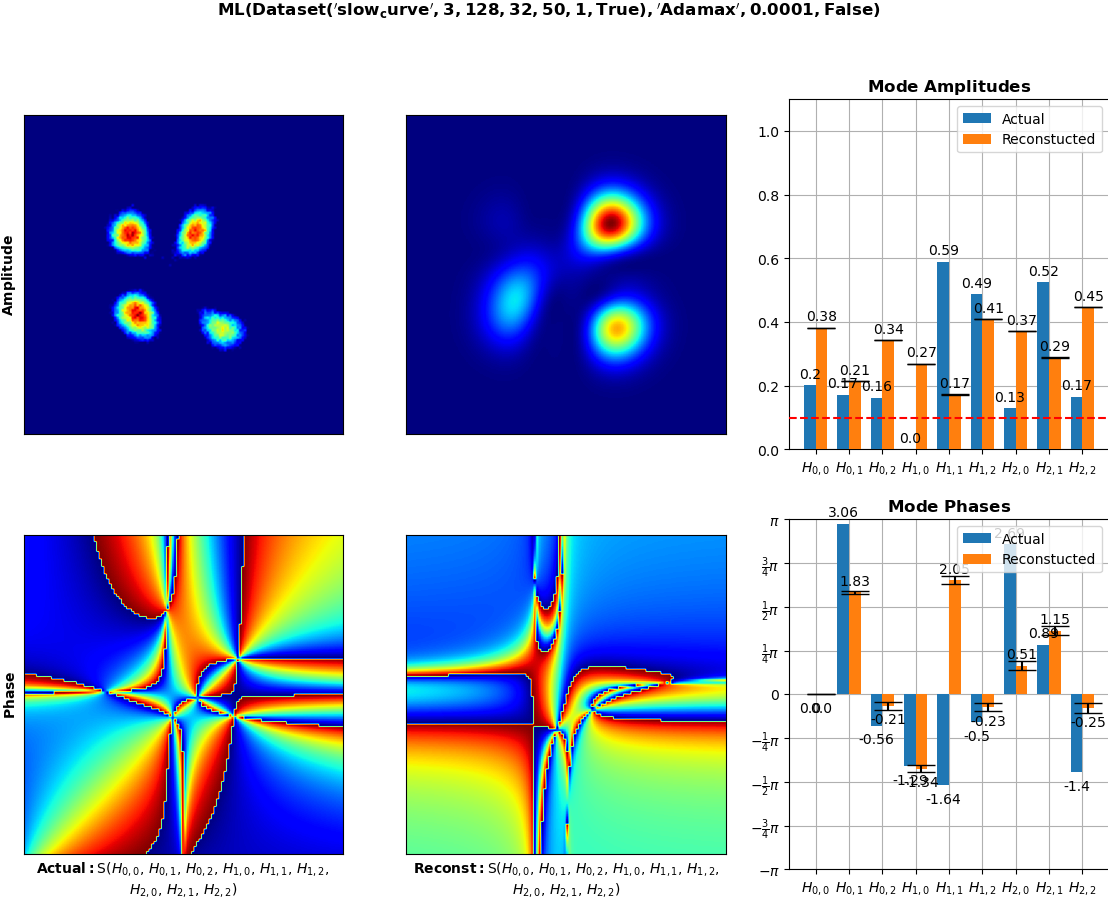 ML(Dataset('slow_curve', 3, 128, 32, 50, 1, True), 'Adamax', 0.0001, False)
Amplitude
Mode Amplitudes
Actual
Reconstucted
1.0
0.8
0.6
0.4
0.2
0.0
0.2
0.38
0.17
0.21
0.16
0.34
0.0
0.27
0.59
0.17
0.49
0.41
0.13
0.37
0.52
0.29
0.17
0.45
H0,0 H0,1 H0,2 H1,0 H1,1 H1,2 H2,0 H2,1 H2,2
Phase
Mode Phases
Actual
Reconstucted
π
3/4π
1/2π
1/4π
0
−1/4π
−1/2π
−3/4π
−π
0.0
0.0
3.06
1.83
-0.56
-0.21
-1.29
-1.34
-1.64
2.05
-0.5
-0.23
2.69
0.51
0.89
1.15
-1.4
-0.25
H0,0 H0,1 H0,2 H1,0 H1,1 H1,2 H2,0 H2,1 H2,2
Actual: S(H0,0, H0,1, H0,2, H1,0, H1,1, H1,2,
H2,0, H2,1, H2,2)
Reconst: S(H0,0, H0,1, H0,2, H1,0, H1,1, H1,2,
H2,0, H2,1, H2,2)